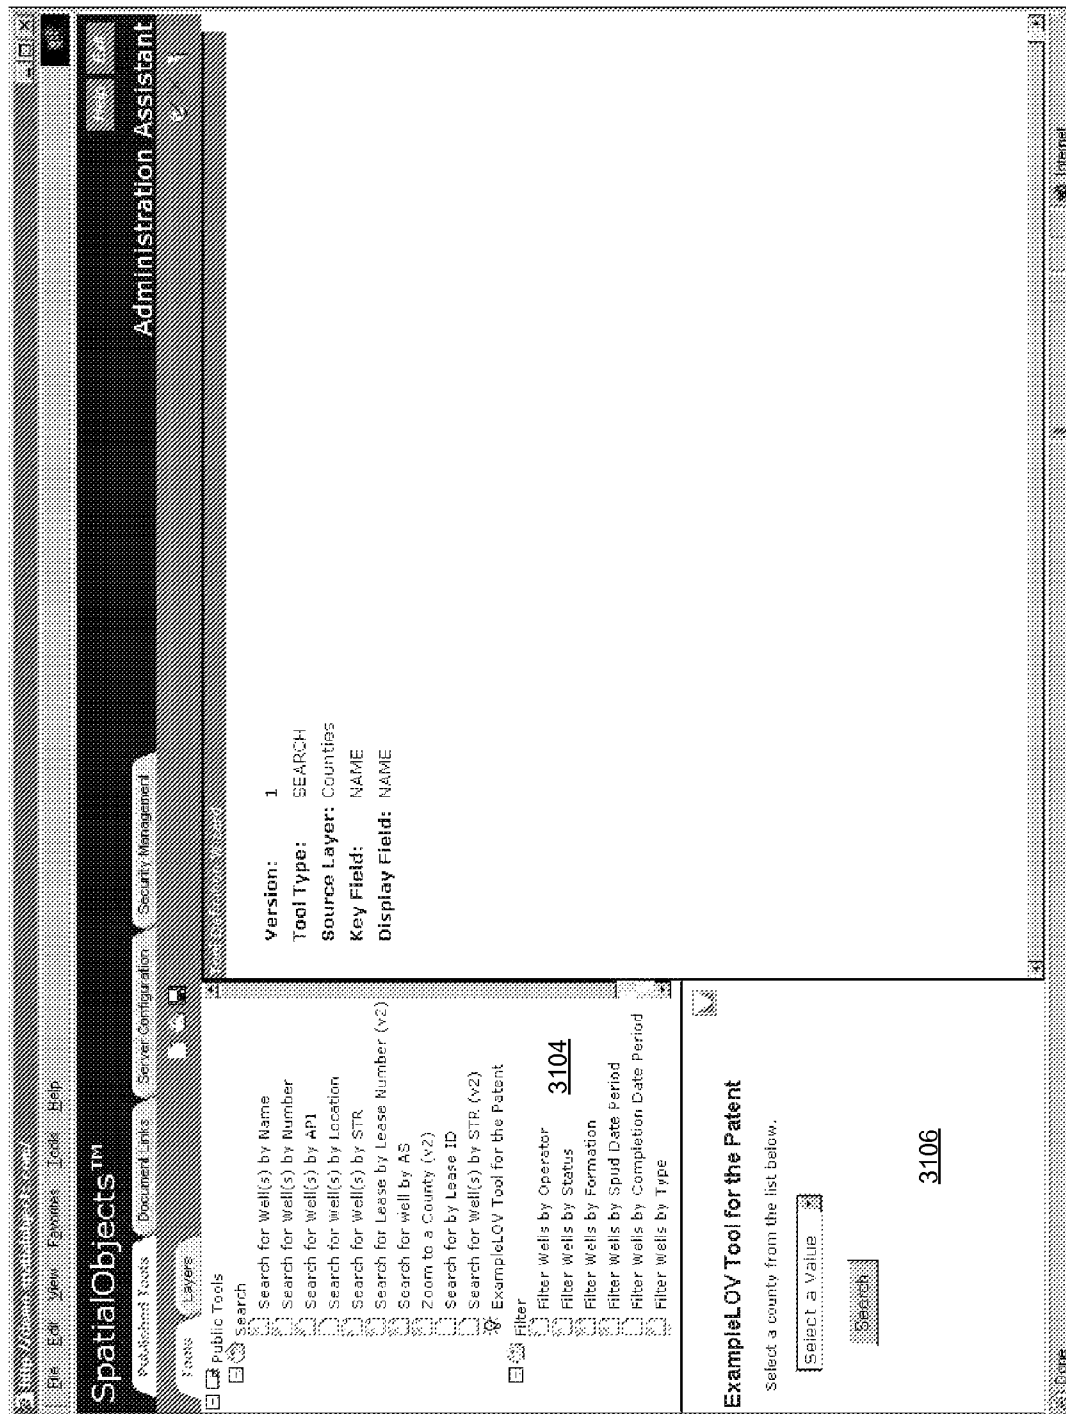 File Edit View Favorites Tools Help
SpatialObjects™
Help Exit
Administration Assistant
Published Tools
Document Links
Server Configuration
Security Management
Tools
Layers
Public Tools
Search
Search for Well(s) by Name
Search for Well(s) by Number
Search for Well(s) by API
Search for Well(s) by Location
Search for Well(s) by STR
Search for Lease by Lease Number (v2)
Search for well by AS
Zoom to a County (v2)
Search for by Lease ID
Search for Well(s) by STR (v2)
ExampleLOV Tool for the Patent
Filter
Filter Wells by Operator
Filter Wells by Status
Filter Wells by Formation
Filter Wells by Spud Date Period
Filter Wells by Completion Date Period
Filter Wells by Type
3104
Version: 1
Tool Type: SEARCH
Source Layer: Counties
Key Field: NAME
Display Field: NAME
ExampleLOV Tool for the Patent
Select a county from the list below.
Select a Value
Search
3106
Done
Internet